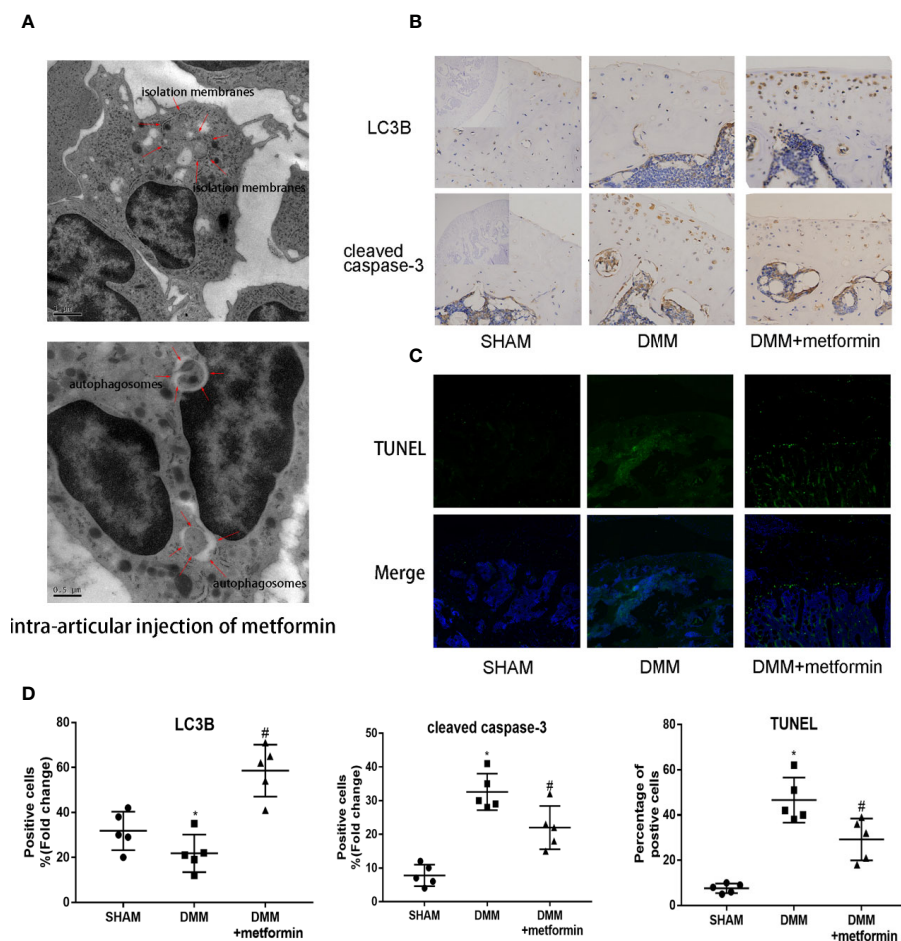 A
isolation membranes
isolation membranes
1 µm
autophagosomes
autophagosomes
0.5 µm
intra-articular injection of metformin
B
LC3B
cleaved
caspase-3
SHAM
DMM
DMM+metformin
C
TUNEL
Merge
SHAM
DMM
DMM+metformin
D
LC3B
Positive cells
%(Fold change)
80
60
40
20
0
*
#
SHAM
DMM
DMM
+metformin
cleaved caspase-3
Positive cells
%(Fold change)
50
40
30
20
10
0
*
#
SHAM
DMM
DMM
+metformin
TUNEL
Percentage of
postive cells
80
60
40
20
0
*
#
SHAM
DMM
DMM
+metformin